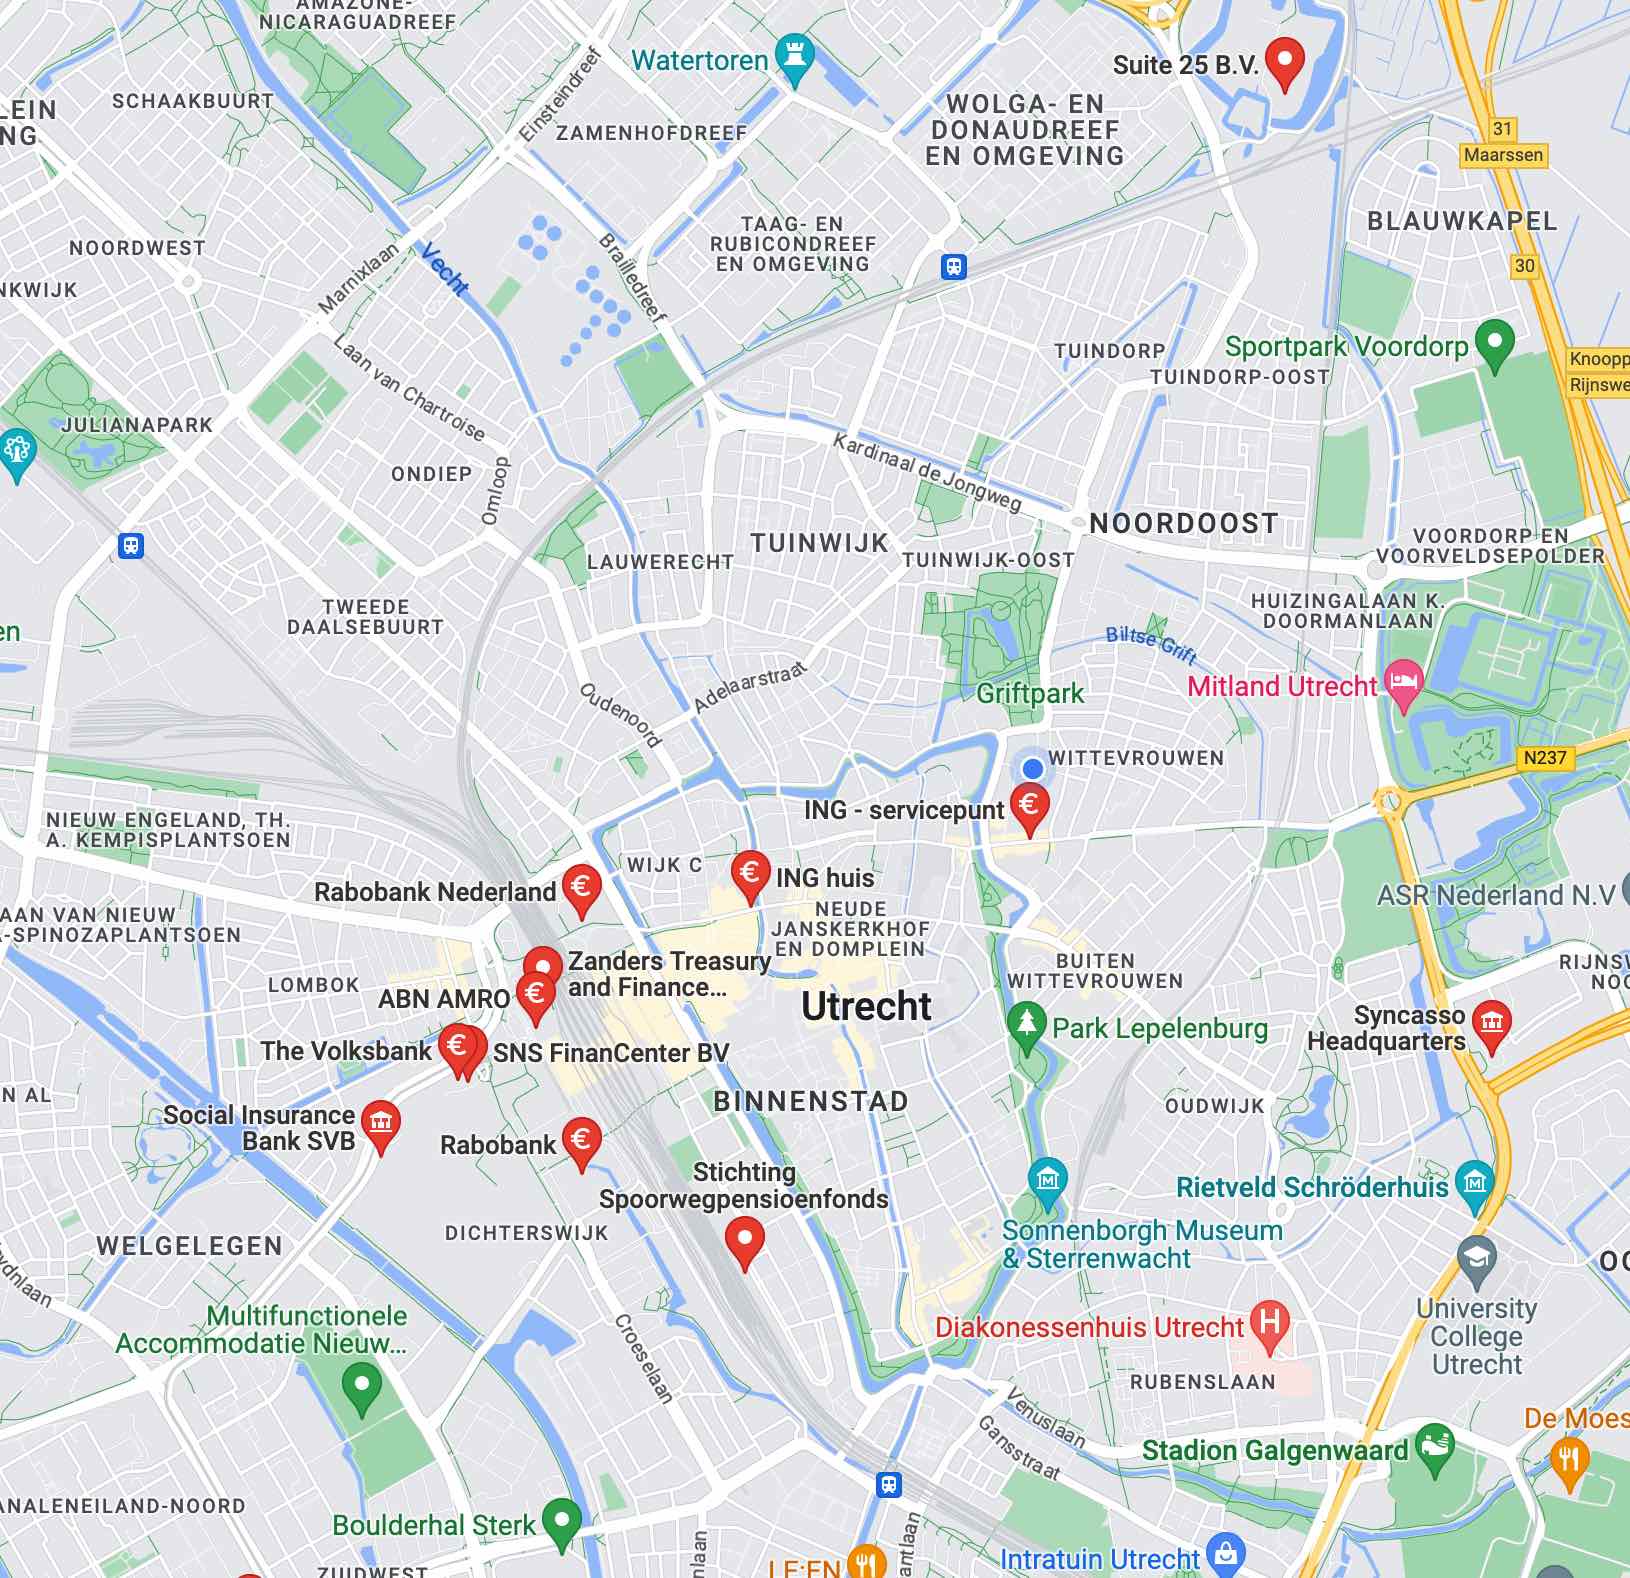 AMAZONE-
NICARAGUADREEF
Watertoren
Suite 25 B.V.
SCHAAKBUURT
LEIN
NG
Einsteindreef
ZAMENHOFDREEF
WOLGA- EN
DONAUDREEF
EN OMGEVING
31
Maarssen
NOORDWEST
TAAG- EN
RUBICONDREEF
EN OMGEVING
BLAUWKAPEL
Marnixlaan
Vecht
Brailledreef
30
NKWIJK
Laan van Chartroise
TUINDORP
Sportpark Voordorp
Knoopp
Rijnswe
TUINDORP-OOST
JULIANAPARK
ONDIEP
Omloop
Kardinaal de Jongweg
NOORDOOST
TUINWIJK
VOORDORP EN
VOORVELDSEPOLDER
LAUWERECHT
TUINWIJK-OOST
TWEEDE
DAALSEBUURT
HUIZINGALAAN K.
DOORMANLAAN
en
Biltse Grift
Adelaarstraat
Oudenoord
Griftpark
Mitland Utrecht
WITTEVROUWEN
N237
NIEUW ENGELAND, TH.
A. KEMPISPLANTSOEN
ING - servicepunt
WIJK C
Rabobank Nederland
ING huis
ASR Nederland N.V
AAN VAN NIEUW
A-SPINOZAPLANTSOEN
NEUDE
JANSKERKHOF
EN DOMPLEIN
LOMBOK
Zanders Treasury
and Finance...
BUITEN
WITTEVROUWEN
RIJNSW
NOO
ABN AMRO
Utrecht
Park Lepelenburg
Syncasso
Headquarters
The Volksbank
SNS FinanCenter BV
N AL
BINNENSTAD
OUDWIJK
Social Insurance
Bank SVB
Rabobank
Stichting
Spoorwegpensioenfonds
Rietveld Schröderhuis
DICHTERSWIJK
WELGELEGEN
Sonnenborgh Museum
& Sterrenwacht
OO
ydnlaan
Multifunctionele
Accommodatie Nieuw...
Croeselaan
Diakonessenhuis Utrecht
University
College
Utrecht
RUBENSLAAN
Venuslaan
Gansstraat
De Moes
Stadion Galgenwaard
ANALENEILAND-NOORD
Boulderhal Sterk
nlaan
antlaan
Intratuin Utrecht
LE:EN
ZUIDWEST